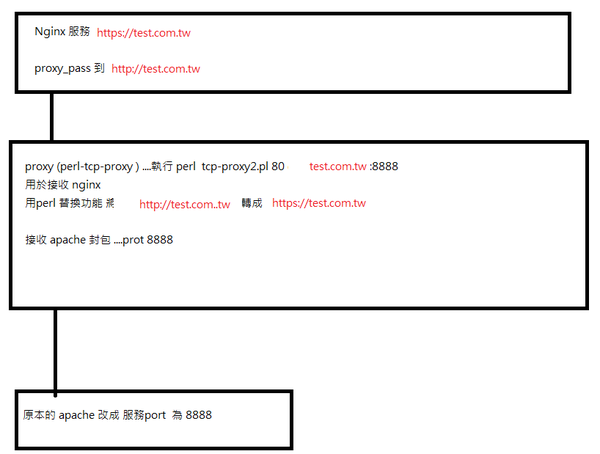 Nginx 服務 https://test.com.tw
proxy_pass 到 http://test.com.tw
proxy (perl-tcp-proxy ) ....執行 perl tcp-proxy2.pl 80 test.com.tw :8888
用於接收 nginx
用perl 替換功能 將 http://test.com..tw 轉成 https://test.com.tw
接收 apache 封包 ....prot 8888
原本的 apache 改成 服務port 為 8888